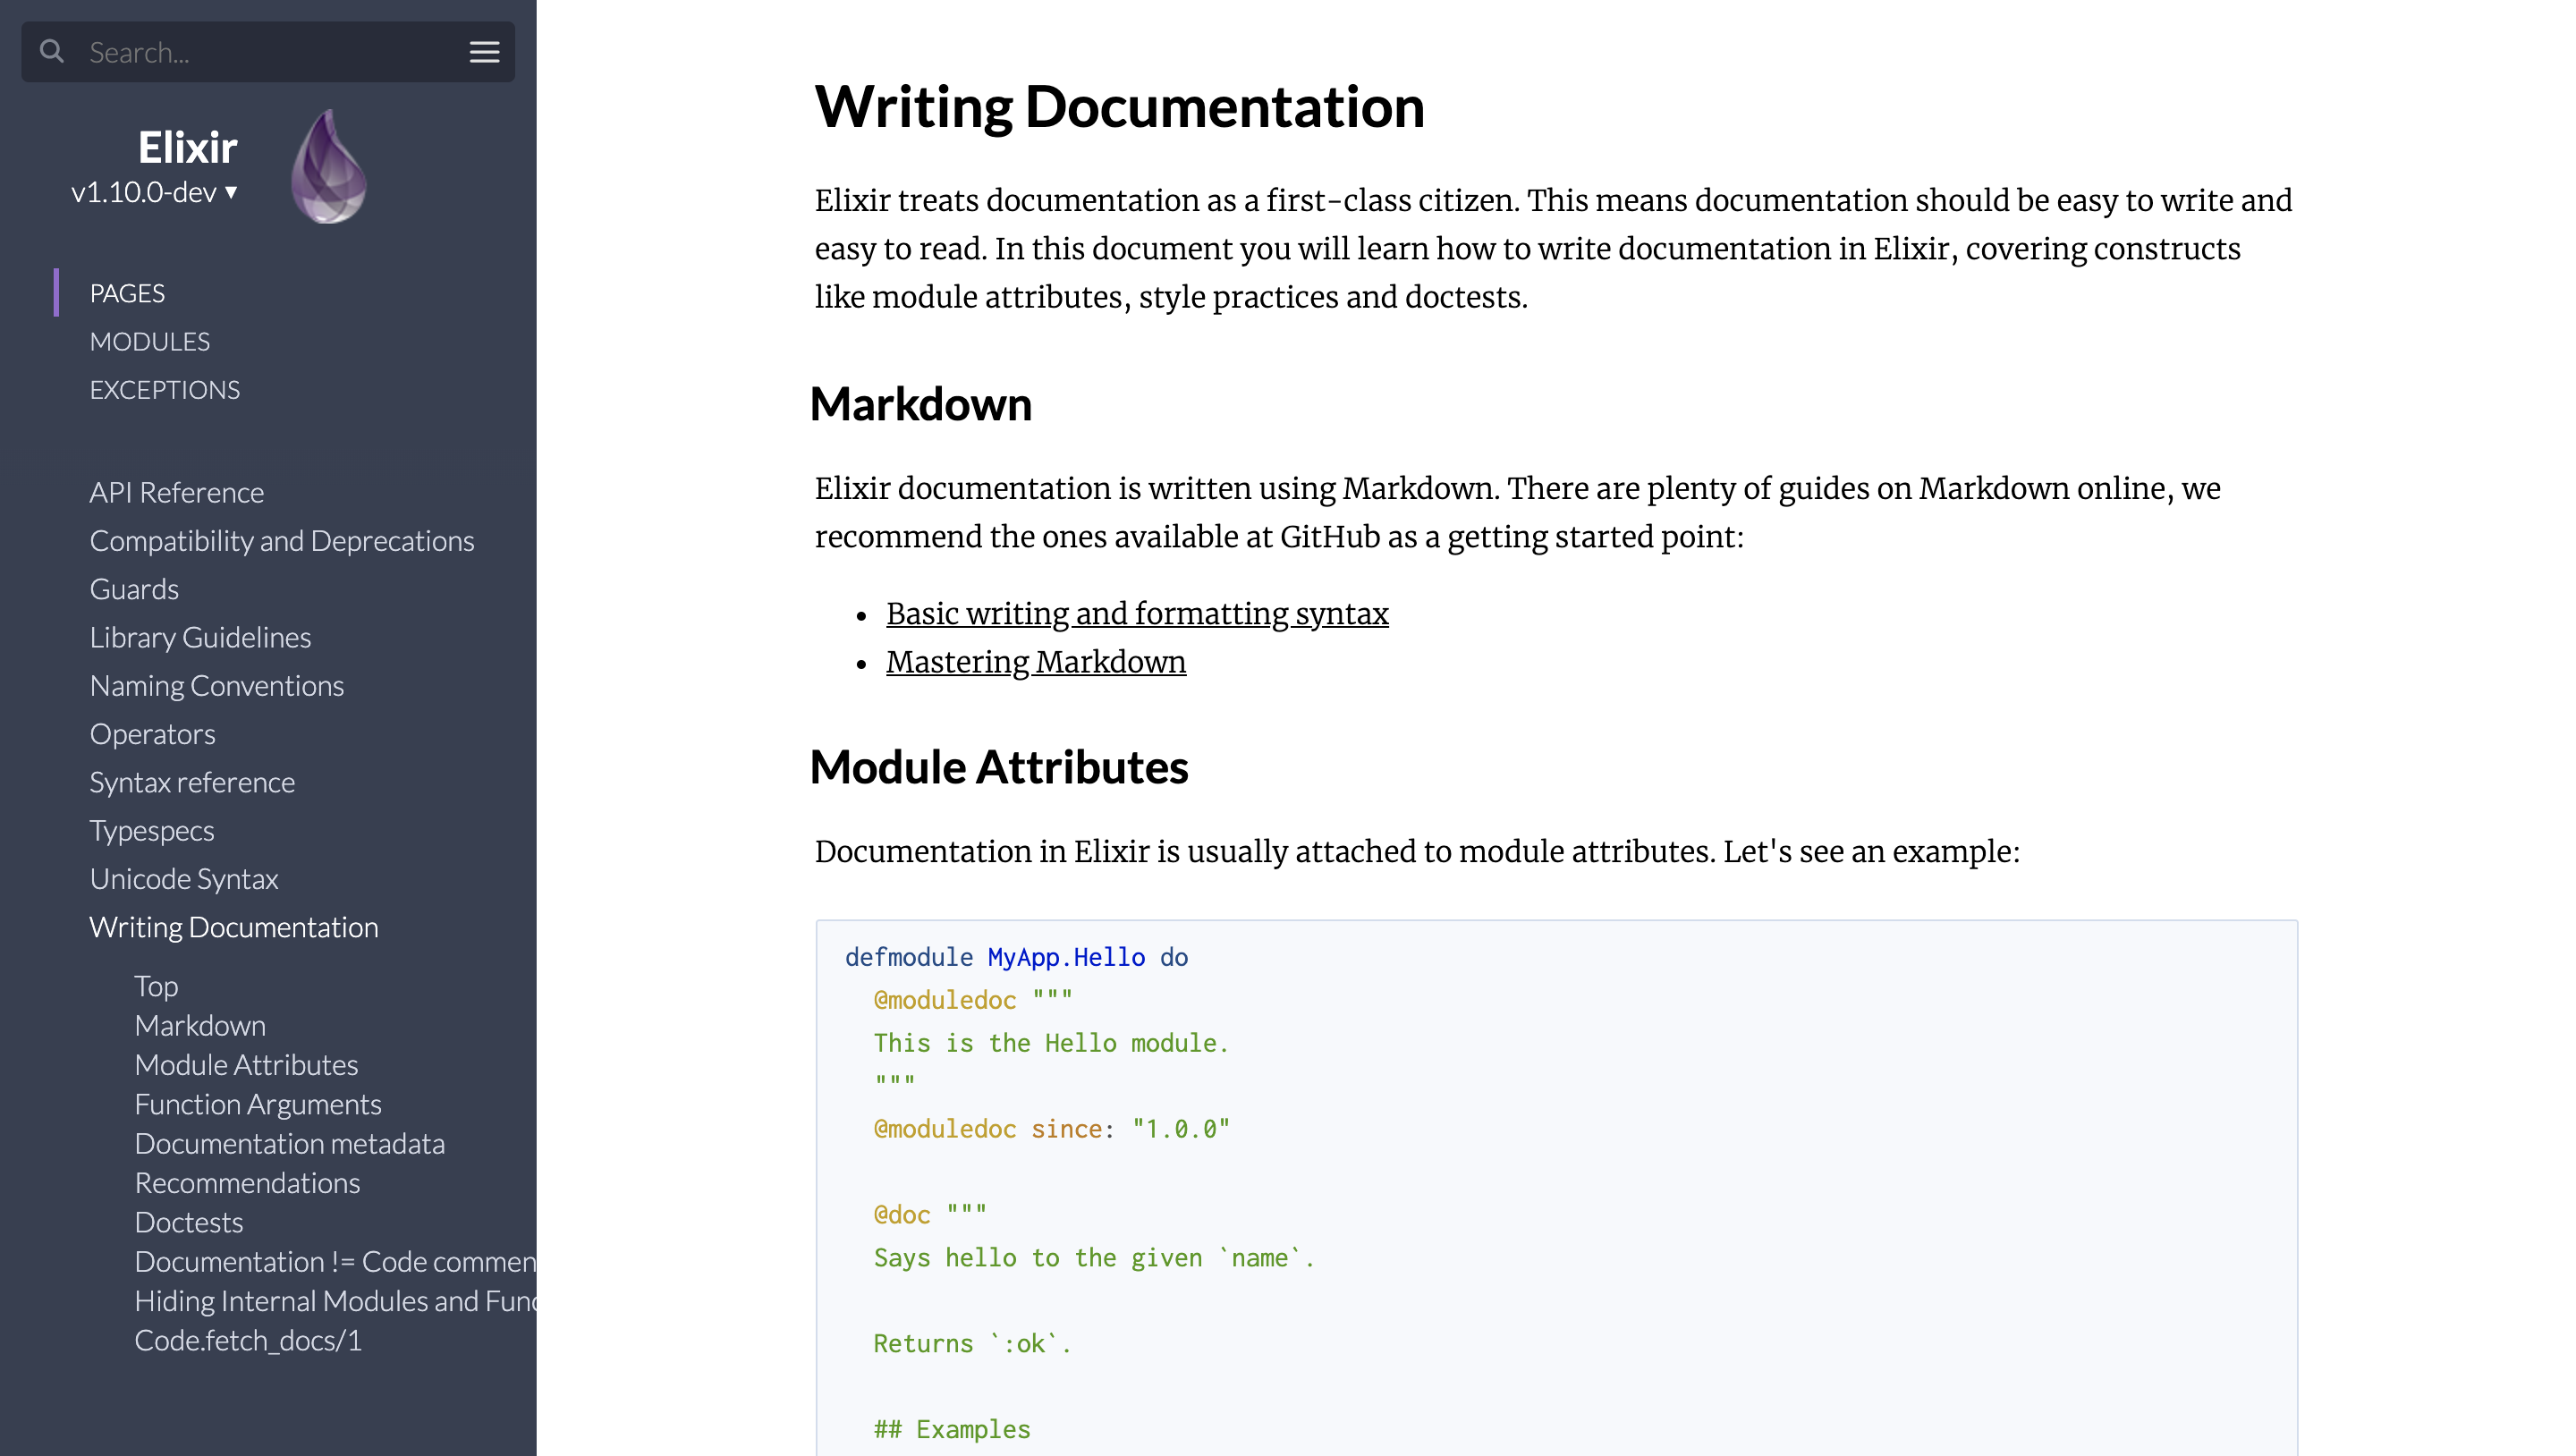 Search...
Elixir
v1.10.0-dev ▾
PAGES
MODULES
EXCEPTIONS
API Reference
Compatibility and Deprecations
Guards
Library Guidelines
Naming Conventions
Operators
Syntax reference
Typespecs
Unicode Syntax
Writing Documentation
Top
Markdown
Module Attributes
Function Arguments
Documentation metadata
Recommendations
Doctests
Documentation != Code commen
Hiding Internal Modules and Func
Code.fetch_docs/1
Writing Documentation
Elixir treats documentation as a first-class citizen. This means documentation should be easy to write and
easy to read. In this document you will learn how to write documentation in Elixir, covering constructs
like module attributes, style practices and doctests.
Markdown
Elixir documentation is written using Markdown. There are plenty of guides on Markdown online, we
recommend the ones available at GitHub as a getting started point:
• Basic writing and formatting syntax
• Mastering Markdown
Module Attributes
Documentation in Elixir is usually attached to module attributes. Let's see an example:
defmodule MyApp.Hello do
  @moduledoc """
  This is the Hello module.
  """
  @moduledoc since: "1.0.0"
  @doc """
  Says hello to the given `name`.
  Returns `:ok`.
  ## Examples